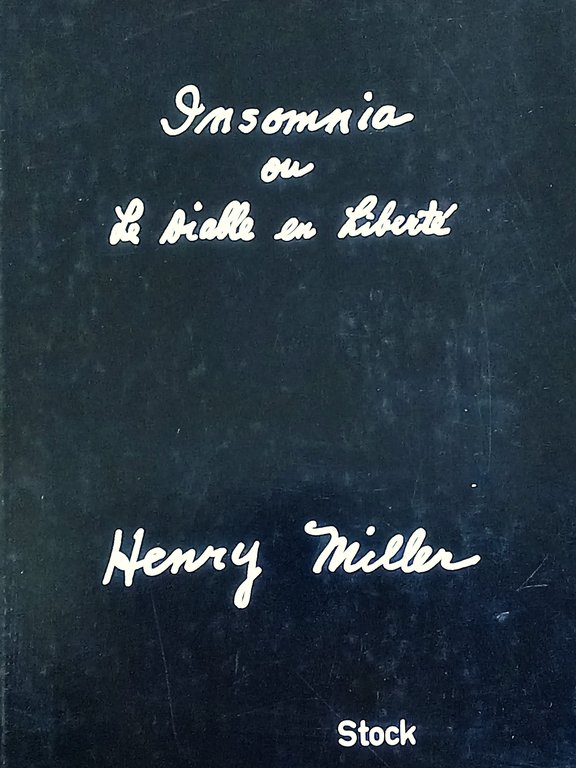 Insomnia
ou
Le Diable en Liberté
Henry Miller
Stock